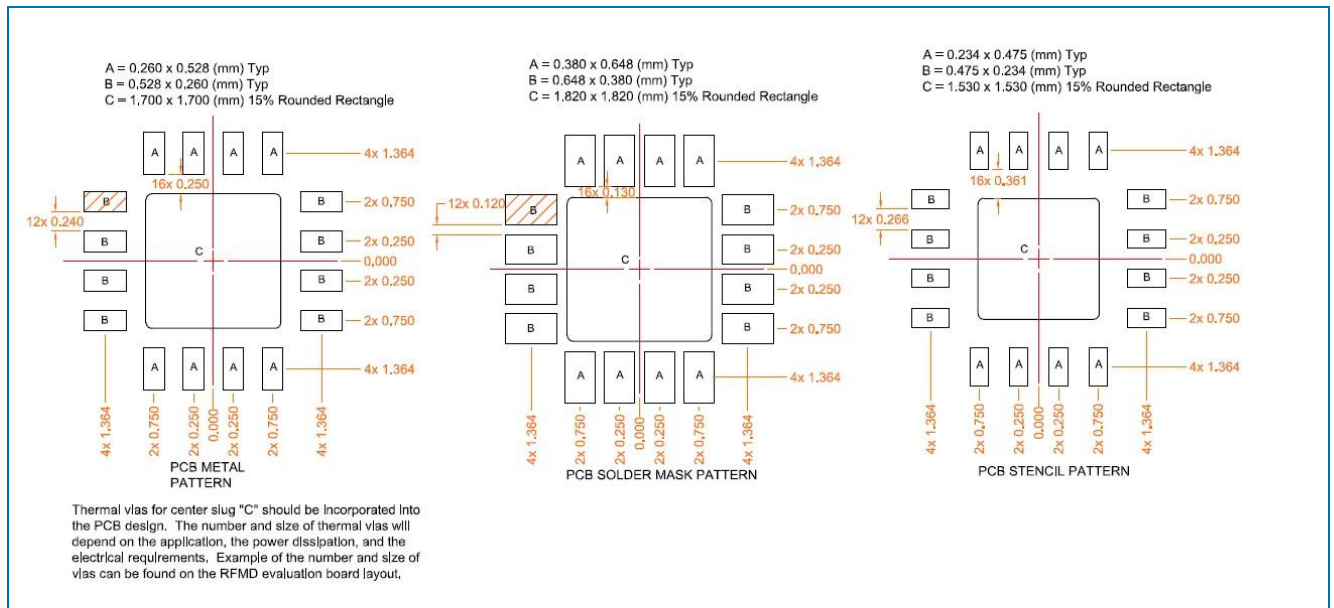 A = 0.260 x 0.528 (mm) Typ
B = 0.528 x 0.260 (mm) Typ
C = 1.700 x 1.700 (mm) 15% Rounded Rectangle
A
A
A
A
4x 1.364
16x 0.250
B
B
2x 0.750
12x 0.240
B
B
2x 0.250
C
0.000
B
B
2x 0.250
B
B
2x 0.750
A
A
A
A
4x 1.364
4x 1.364
2x 0.750
2x 0.250
0.000
2x 0.250
2x 0.750
4x 1.364
PCB METAL
PATTERN
Thermal vias for center slug "C" should be incorporated into
the PCB design. The number and size of thermal vias will
depend on the application, the power dissipation, and the
electrical requirements. Example of the number and size of
vias can be found on the RFMD evaluation board layout.
A = 0.380 x 0.648 (mm) Typ
B = 0.648 x 0.380 (mm) Typ
C = 1.820 x 1.820 (mm) 15% Rounded Rectangle
A
A
A
A
4x 1.364
16x 0.130
12x 0.120
B
B
2x 0.750
B
B
2x 0.250
C
0.000
B
B
2x 0.250
B
B
2x 0.750
A
A
A
A
4x 1.364
4x 1.364
2x 0.750
2x 0.250
0.000
2x 0.250
2x 0.750
4x 1.364
PCB SOLDER MASK PATTERN
A = 0.234 x 0.475 (mm) Typ
B = 0.475 x 0.234 (mm) Typ
C = 1.530 x 1.530 (mm) 15% Rounded Rectangle
A
A
A
A
4x 1.364
16x 0.361
B
B
2x 0.750
12x 0.266
B
B
2x 0.250
C
0.000
B
B
2x 0.250
B
B
2x 0.750
A
A
A
A
4x 1.364
4x 1.364
2x 0.750
2x 0.250
0.000
2x 0.250
2x 0.750
4x 1.364
PCB STENCIL PATTERN